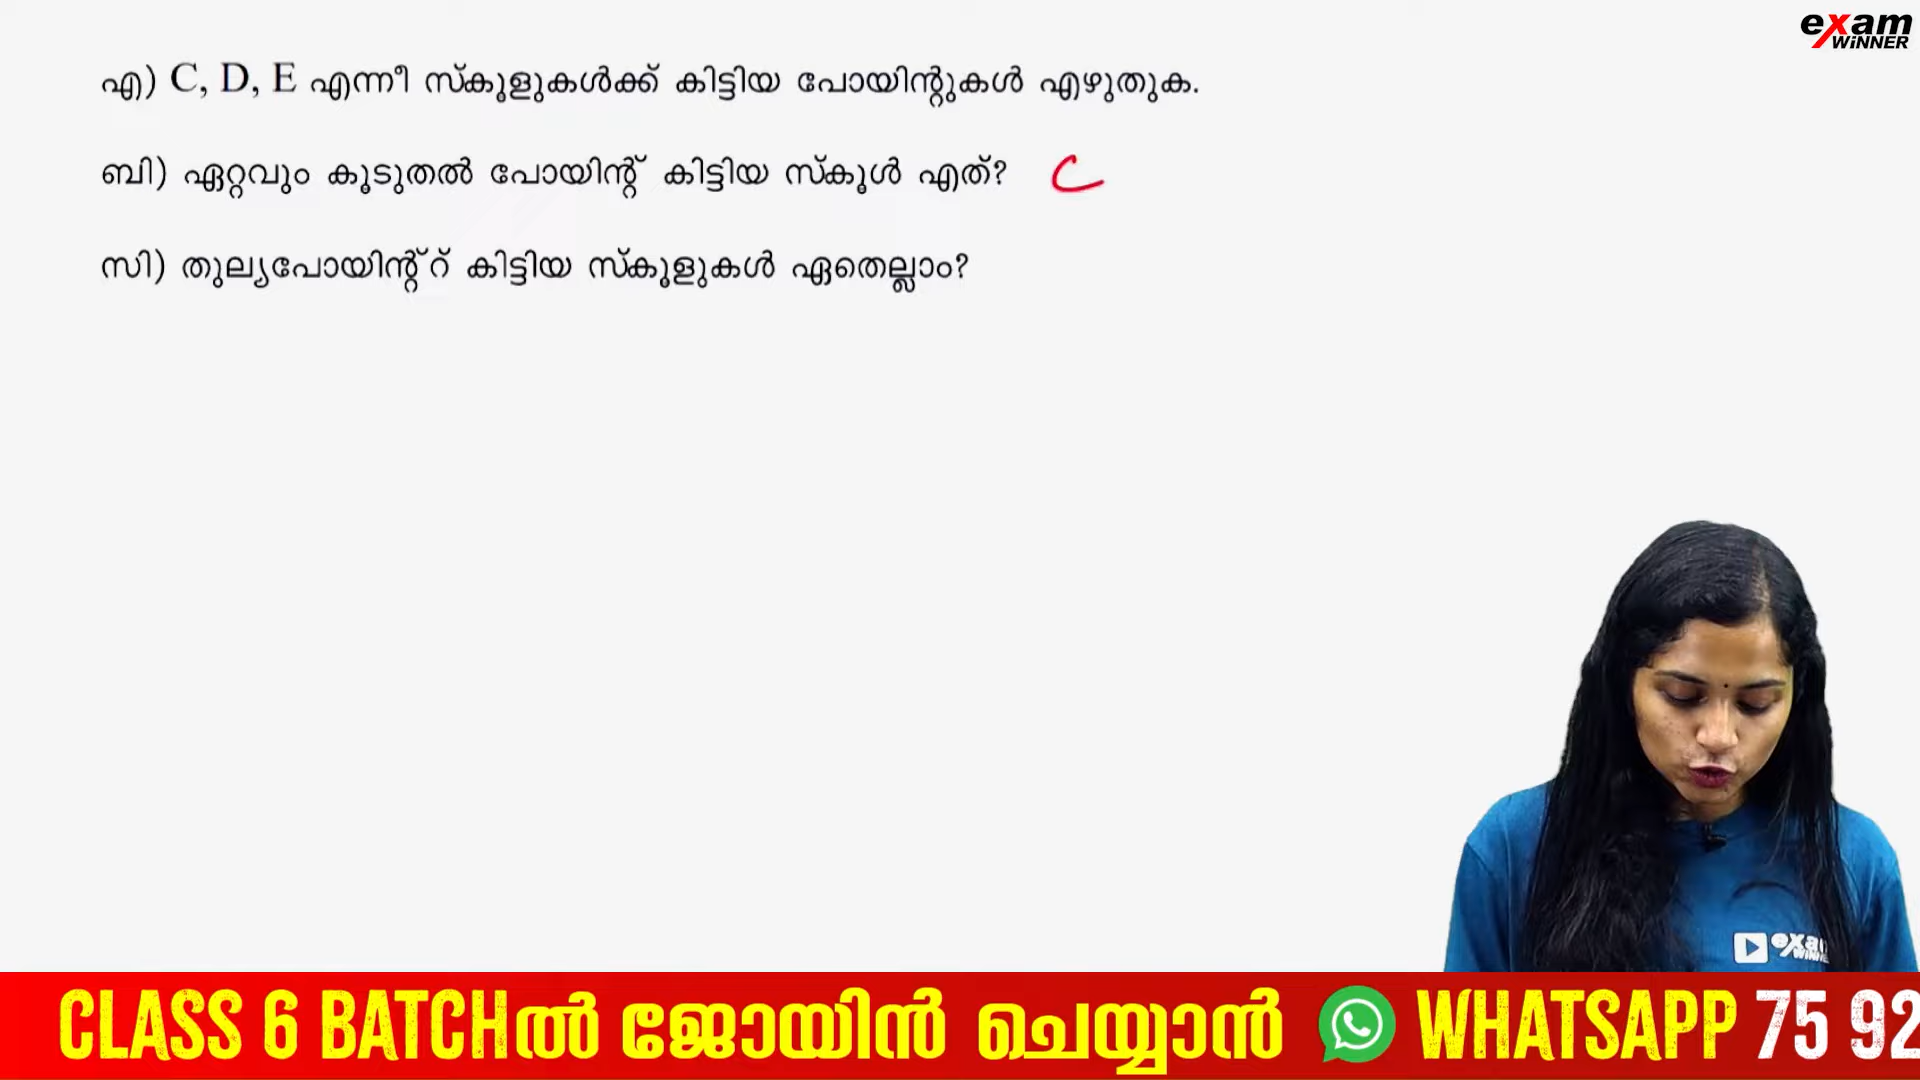 exam
WiNNER
എ) C, D, E എന്നീ സ്കൂളുകൾക്ക് കിട്ടിയ പോയിന്റുകൾ എഴുതുക.
ബി) ഏറ്റവും കൂടുതൽ പോയിന്റ് കിട്ടിയ സ്കൂൾ എത്? C
സി) തുല്യപോയിന്റ്റ് കിട്ടിയ സ്കൂളുകൾ ഏതെല്ലാം?
exam
CLASS 6 BATCHൽ ജോയിൻ ചെയ്യാൻ WHATSAPP 75 92